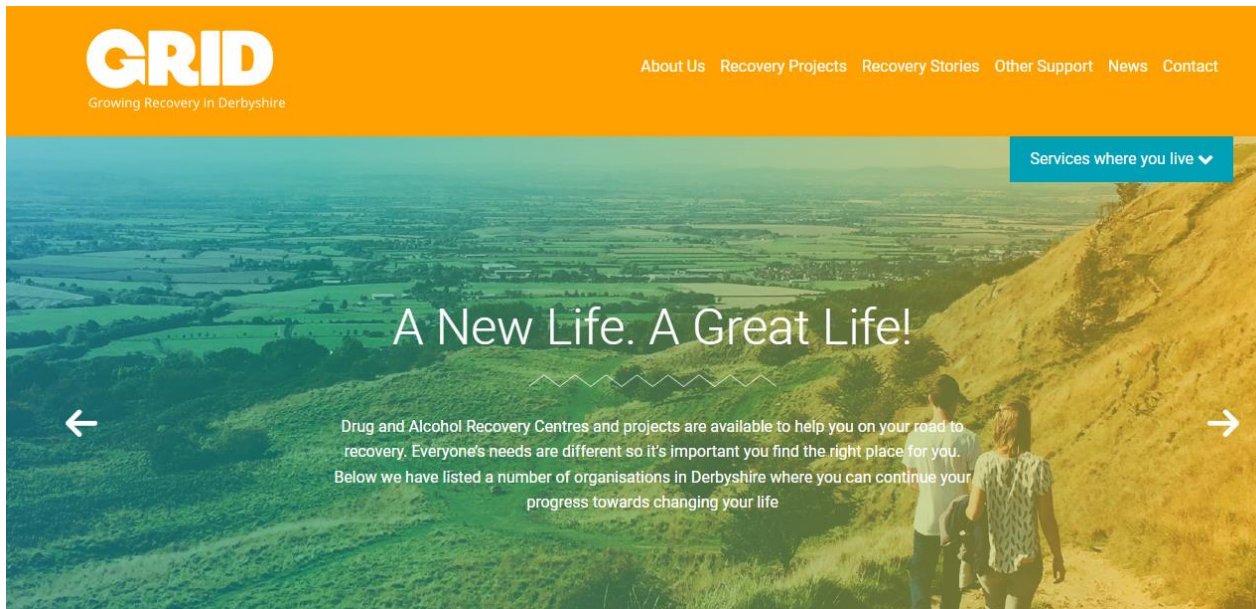 GRID
Growing Recovery in Derbyshire
About Us Recovery Projects Recovery Stories Other Support News Contact
Services where you live
A New Life. A Great Life!
Drug and Alcohol Recovery Centres and projects are available to help you on your road to
recovery. Everyone's needs are different so it's important you find the right place for you.
Below we have listed a number of organisations in Derbyshire where you can continue your
progress towards changing your life